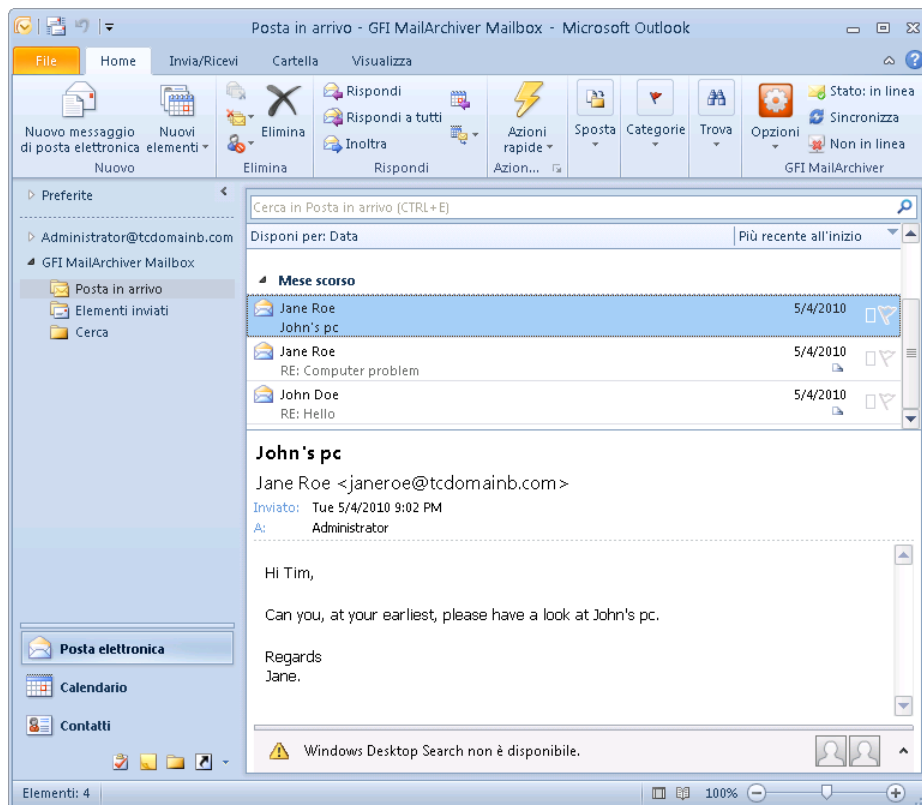 Posta in arrivo - GFI MailArchiver Mailbox - Microsoft Outlook
File Home Invia/Ricevi Cartella Visualizza
Nuovo messaggio
di posta elettronica
Nuovi
elementi
Nuovo
Elimina
Elimina
Rispondi
Rispondi a tutti
Inoltra
Rispondi
Azioni
rapide
Azion...
Sposta
Categorie
Trova
Opzioni
Stato: in linea
Sincronizza
Non in linea
GFI MailArchiver
Preferite
Administrator@tcdomainb.com
GFI MailArchiver Mailbox
Posta in arrivo
Elementi inviati
Cerca
Cerca in Posta in arrivo (CTRL+E)
Disponi per: Data Più recente all'inizio
Mese scorso
Jane Roe 5/4/2010
John's pc
Jane Roe 5/4/2010
RE: Computer problem
John Doe 5/4/2010
RE: Hello
John's pc
Jane Roe <janeroe@tcdomainb.com>
Inviato: Tue 5/4/2010 9:02 PM
A: Administrator
Hi Tim,
Can you, at your earliest, please have a look at John's pc.
Regards
Jane.
Posta elettronica
Calendario
Contatti
Windows Desktop Search non è disponibile.
Elementi: 4 100%